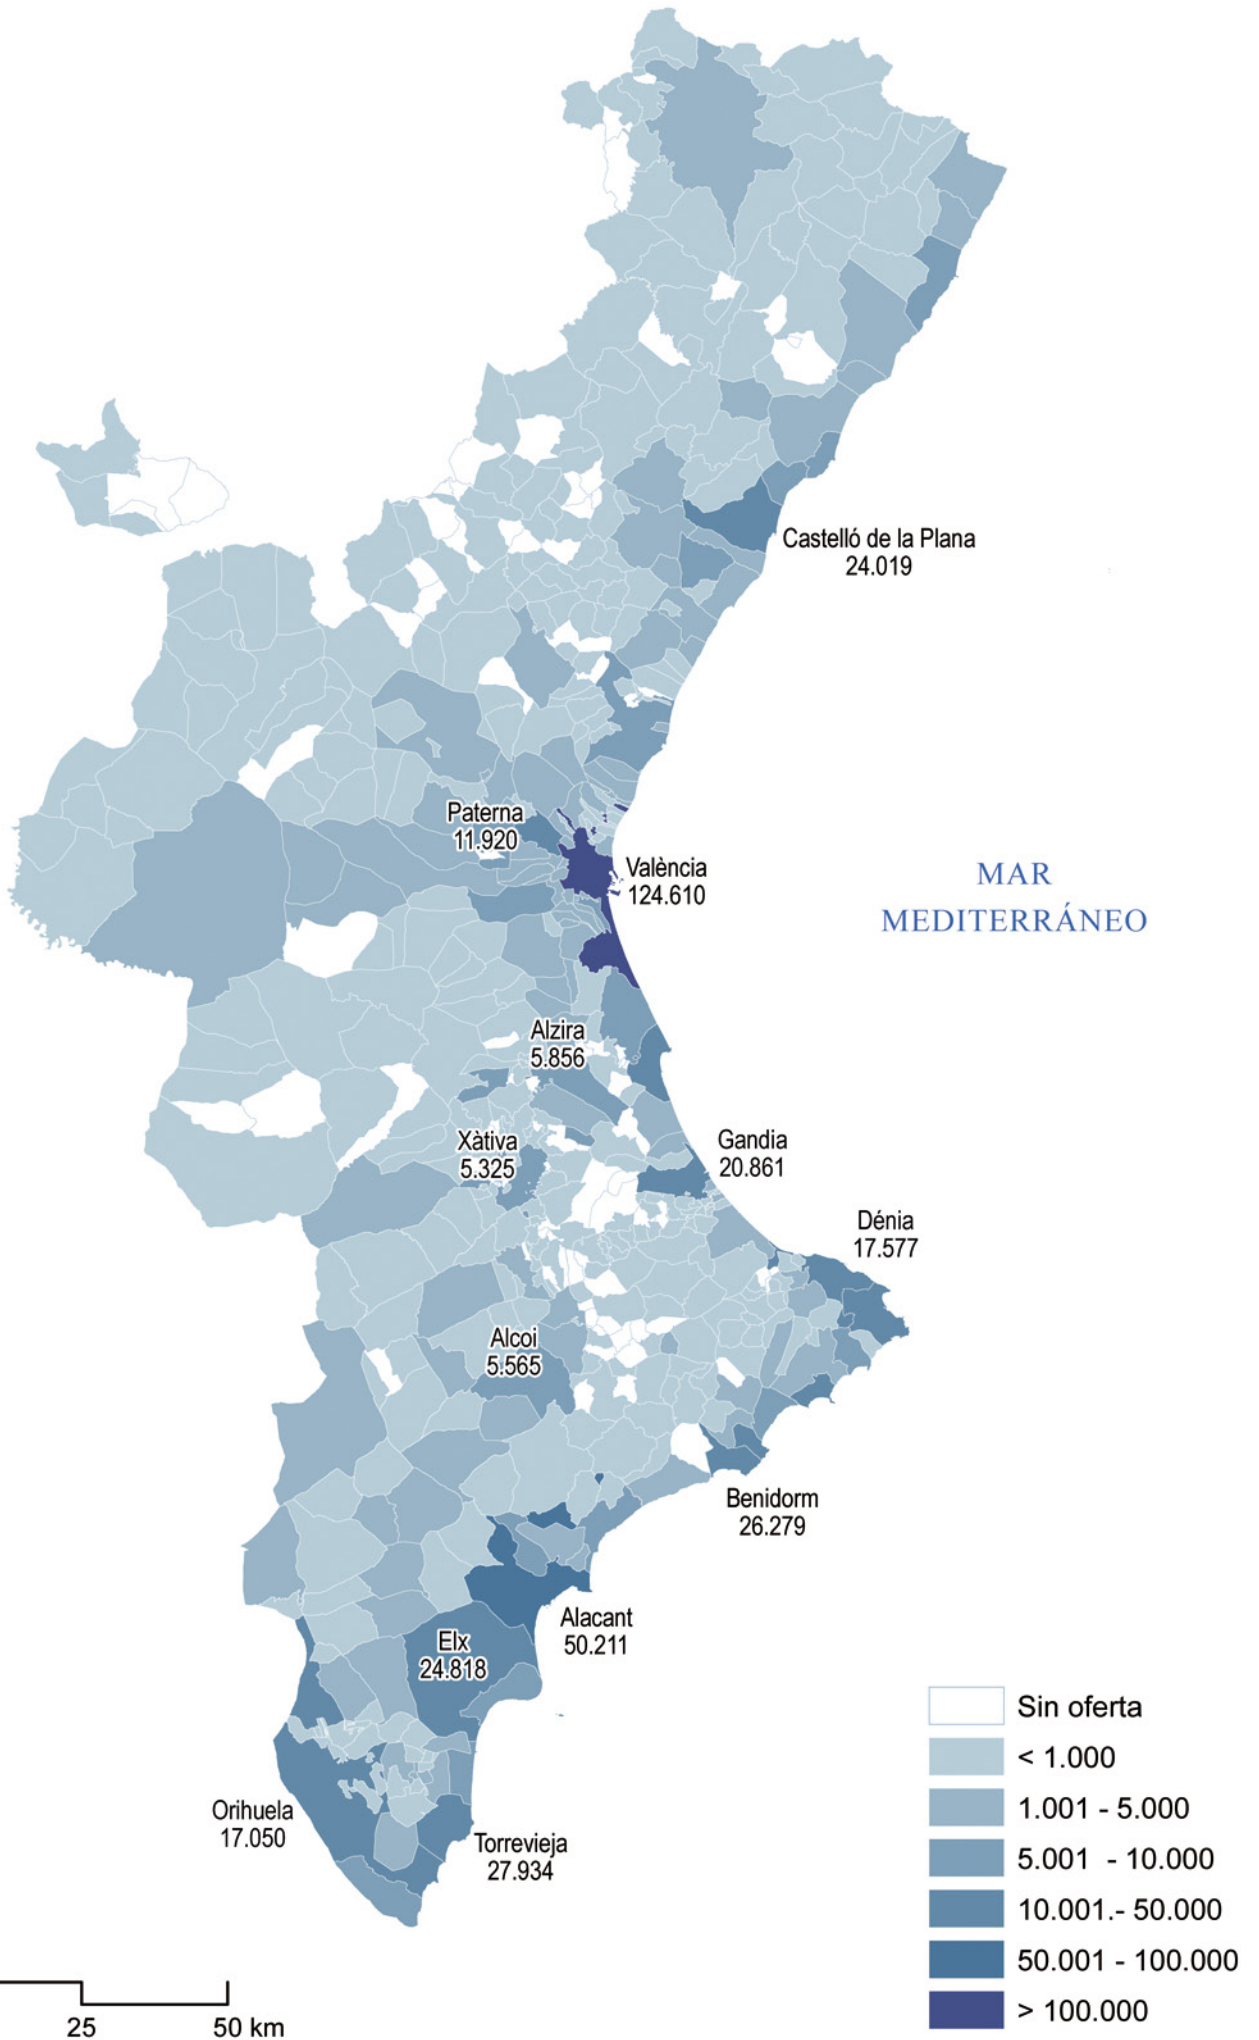 Castelló de la Plana
24.019
Paterna
11.920
València
124.610
MAR
MEDITERRÁNEO
Alzira
5.856
Xàtiva
5.325
Gandia
20.861
Dénia
17.577
Alcoi
5.565
Benidorm
26.279
Alacant
50.211
Elx
24.818
Orihuela
17.050
Torrevieja
27.934
Sin oferta
< 1.000
1.001 - 5.000
5.001 - 10.000
10.001.- 50.000
50.001 - 100.000
> 100.000
25 50 km